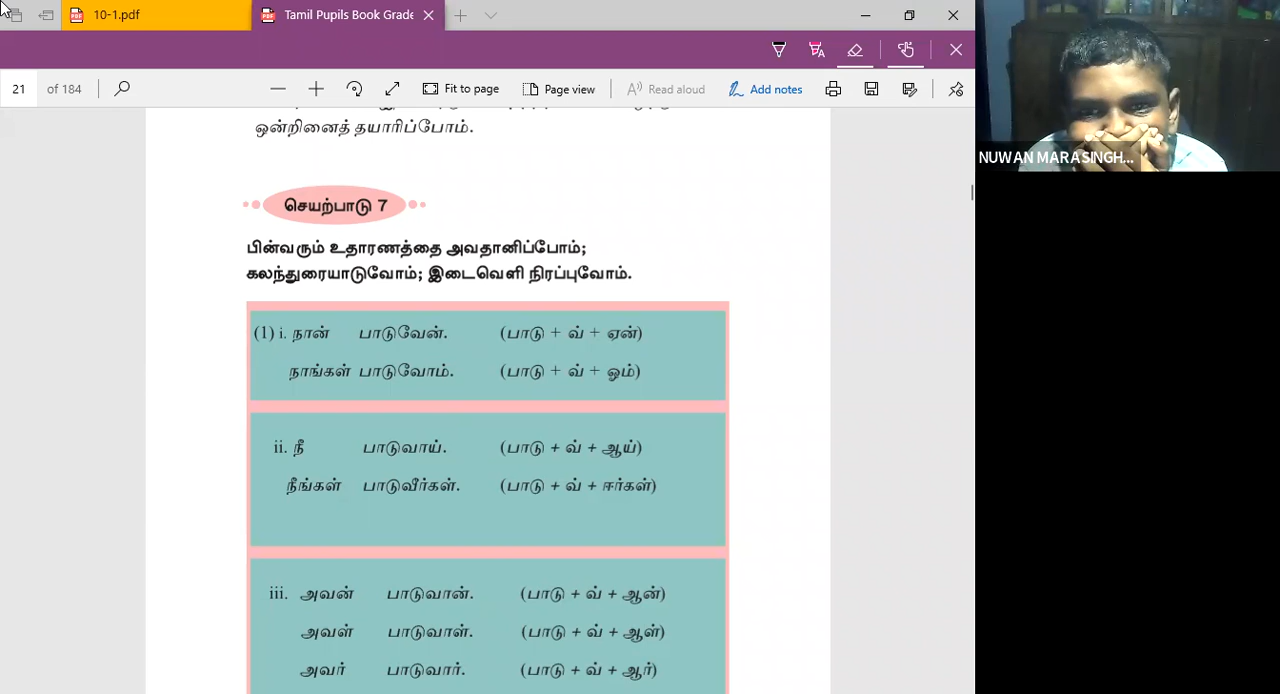 10-1.pdf
Tamil Pupils Book Grade
21 of 184
Fit to page
Page view
Read aloud
Add notes
ஒன்றினைத் தயாரிப்போம்.
செயற்பாடு 7
பின்வரும் உதாரணத்தை அவதானிப்போம்;
கலந்துரையாடுவோம்; இடைவெளி நிரப்புவோம்.
(1) i. நான் பாடுவேன். (பாடு + வ் + ஏன்)
நாங்கள் பாடுவோம். (பாடு + வ் + ஓம்)
ii. நீ பாடுவாய். (பாடு + வ் + ஆய்)
நீங்கள் பாடுவீர்கள். (பாடு + வ் + ஈர்கள்)
iii. அவன் பாடுவான். (பாடு + வ் + ஆன்)
அவள் பாடுவாள். (பாடு + வ் + ஆள்)
அவர் பாடுவார். (பாடு + வ் + ஆர்)
NUWAN MARASINGH...